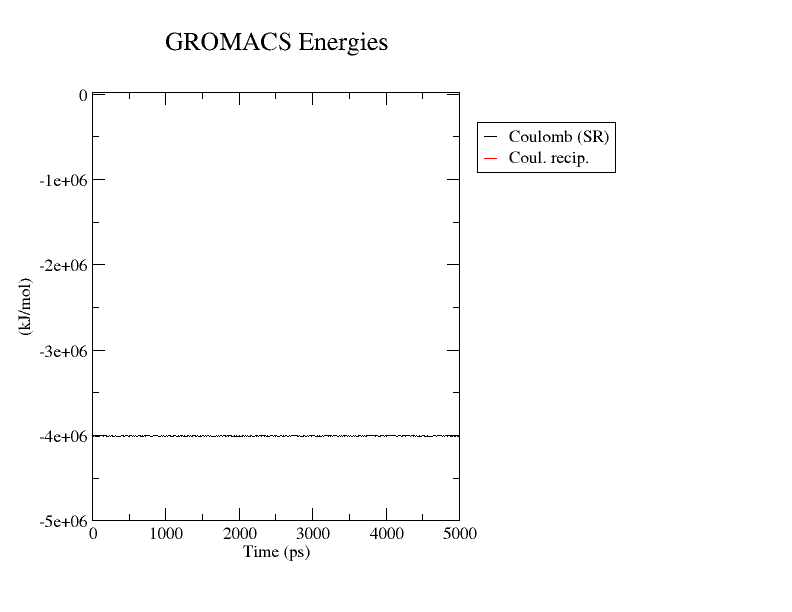 GROMACS Energies
0
-1e+06
-2e+06
-3e+06
-4e+06
-5e+06
(kJ/mol)
0 1000 2000 3000 4000 5000
Time (ps)
Coulomb (SR)
Coul. recip.